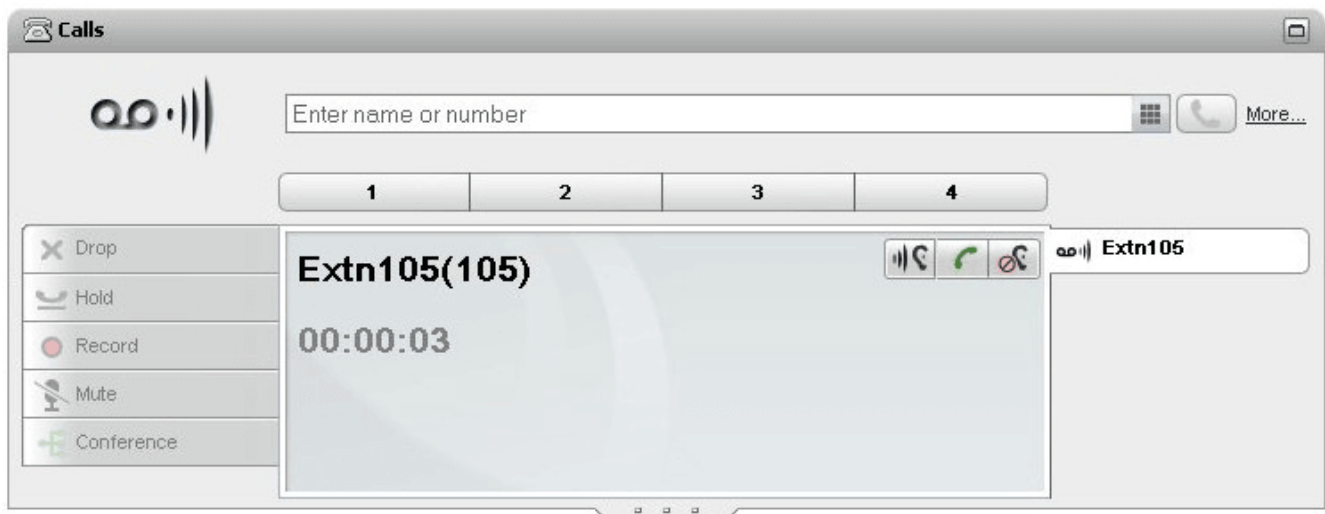 Calls
Enter name or number
More...
1 2 3 4
Drop
Hold
Record
Mute
Conference
Extn105(105)
00:00:03
Extn105